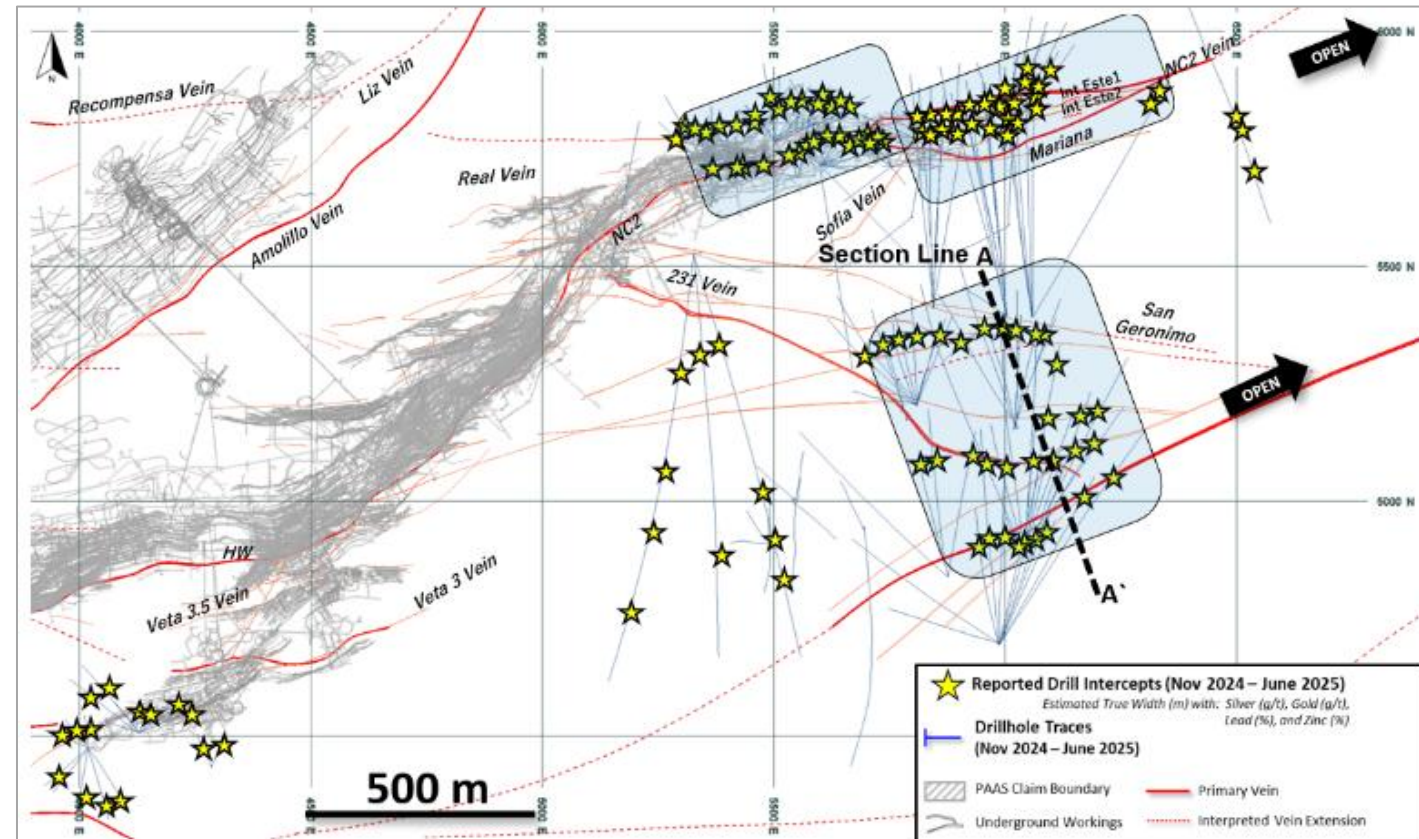 5000 E
5500 E
6000 E
6000 N
N
OPEN
NC2 Vein
Recompensa Vein
Liz Vein
Int Este1
Int Este2
Mariana
Real Vein
Amolillo Vein
NC2
Sofia Vein
Section Line A
231 Vein
5500 N
San
Geronimo
OPEN
5000 N
HW
Veta 3.5 Vein
Veta 3 Vein
A`
500 m
Reported Drill Intercepts (Nov 2024 – June 2025)
Estimated True Width (m) with: Silver (g/t), Gold (g/t),
Lead (%), and Zinc (%)
Drillhole Traces
(Nov 2024 – June 2025)
PAAS Claim Boundary
Primary Vein
Underground Workings
Interpreted Vein Extension